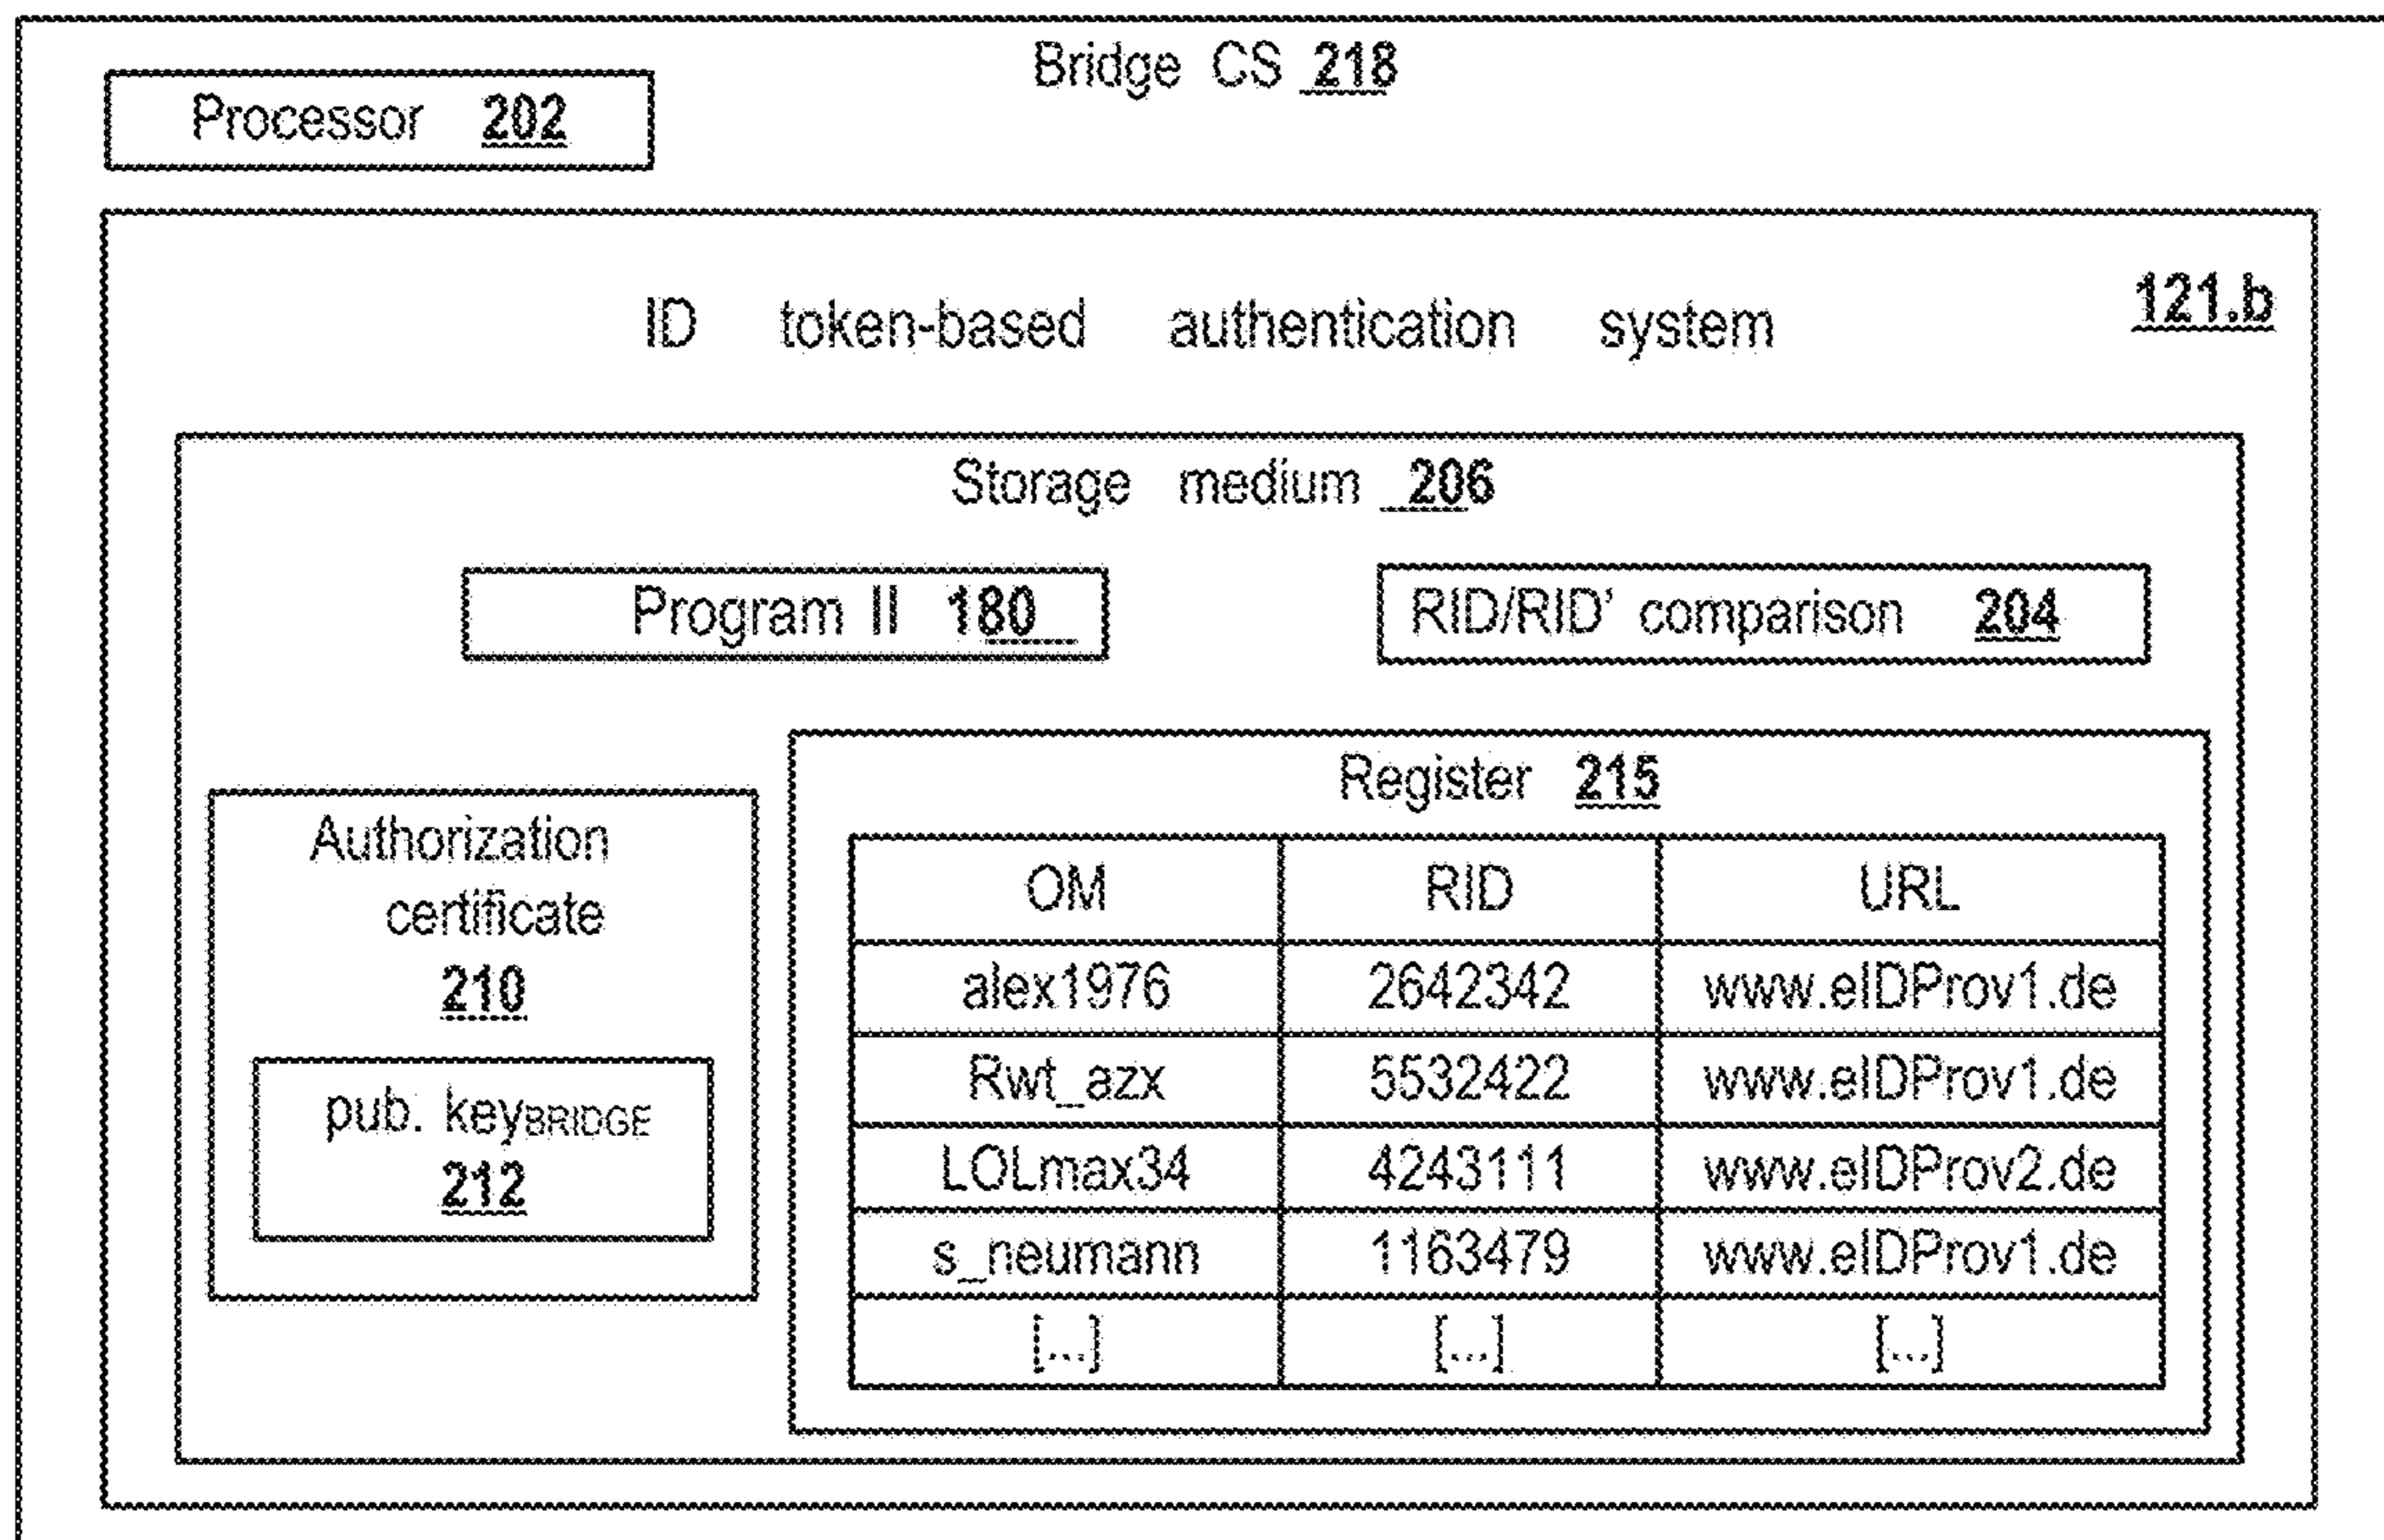 Bridge CS 218
Processor 202
ID token-based authentication system 121.b
Storage medium 206
Program II 180
RID/RID' comparison 204
Authorization
certificate
210
pub. keyBRIDGE
212
Register 215
OM RID URL
alex1976 2642342 www.eIDProv1.de
Rwt_azx 5532422 www.eIDProv1.de
LOLmax34 4243111 www.eIDProv2.de
s_neumann 1163479 www.eIDProv1.de
[...] [...] [...]